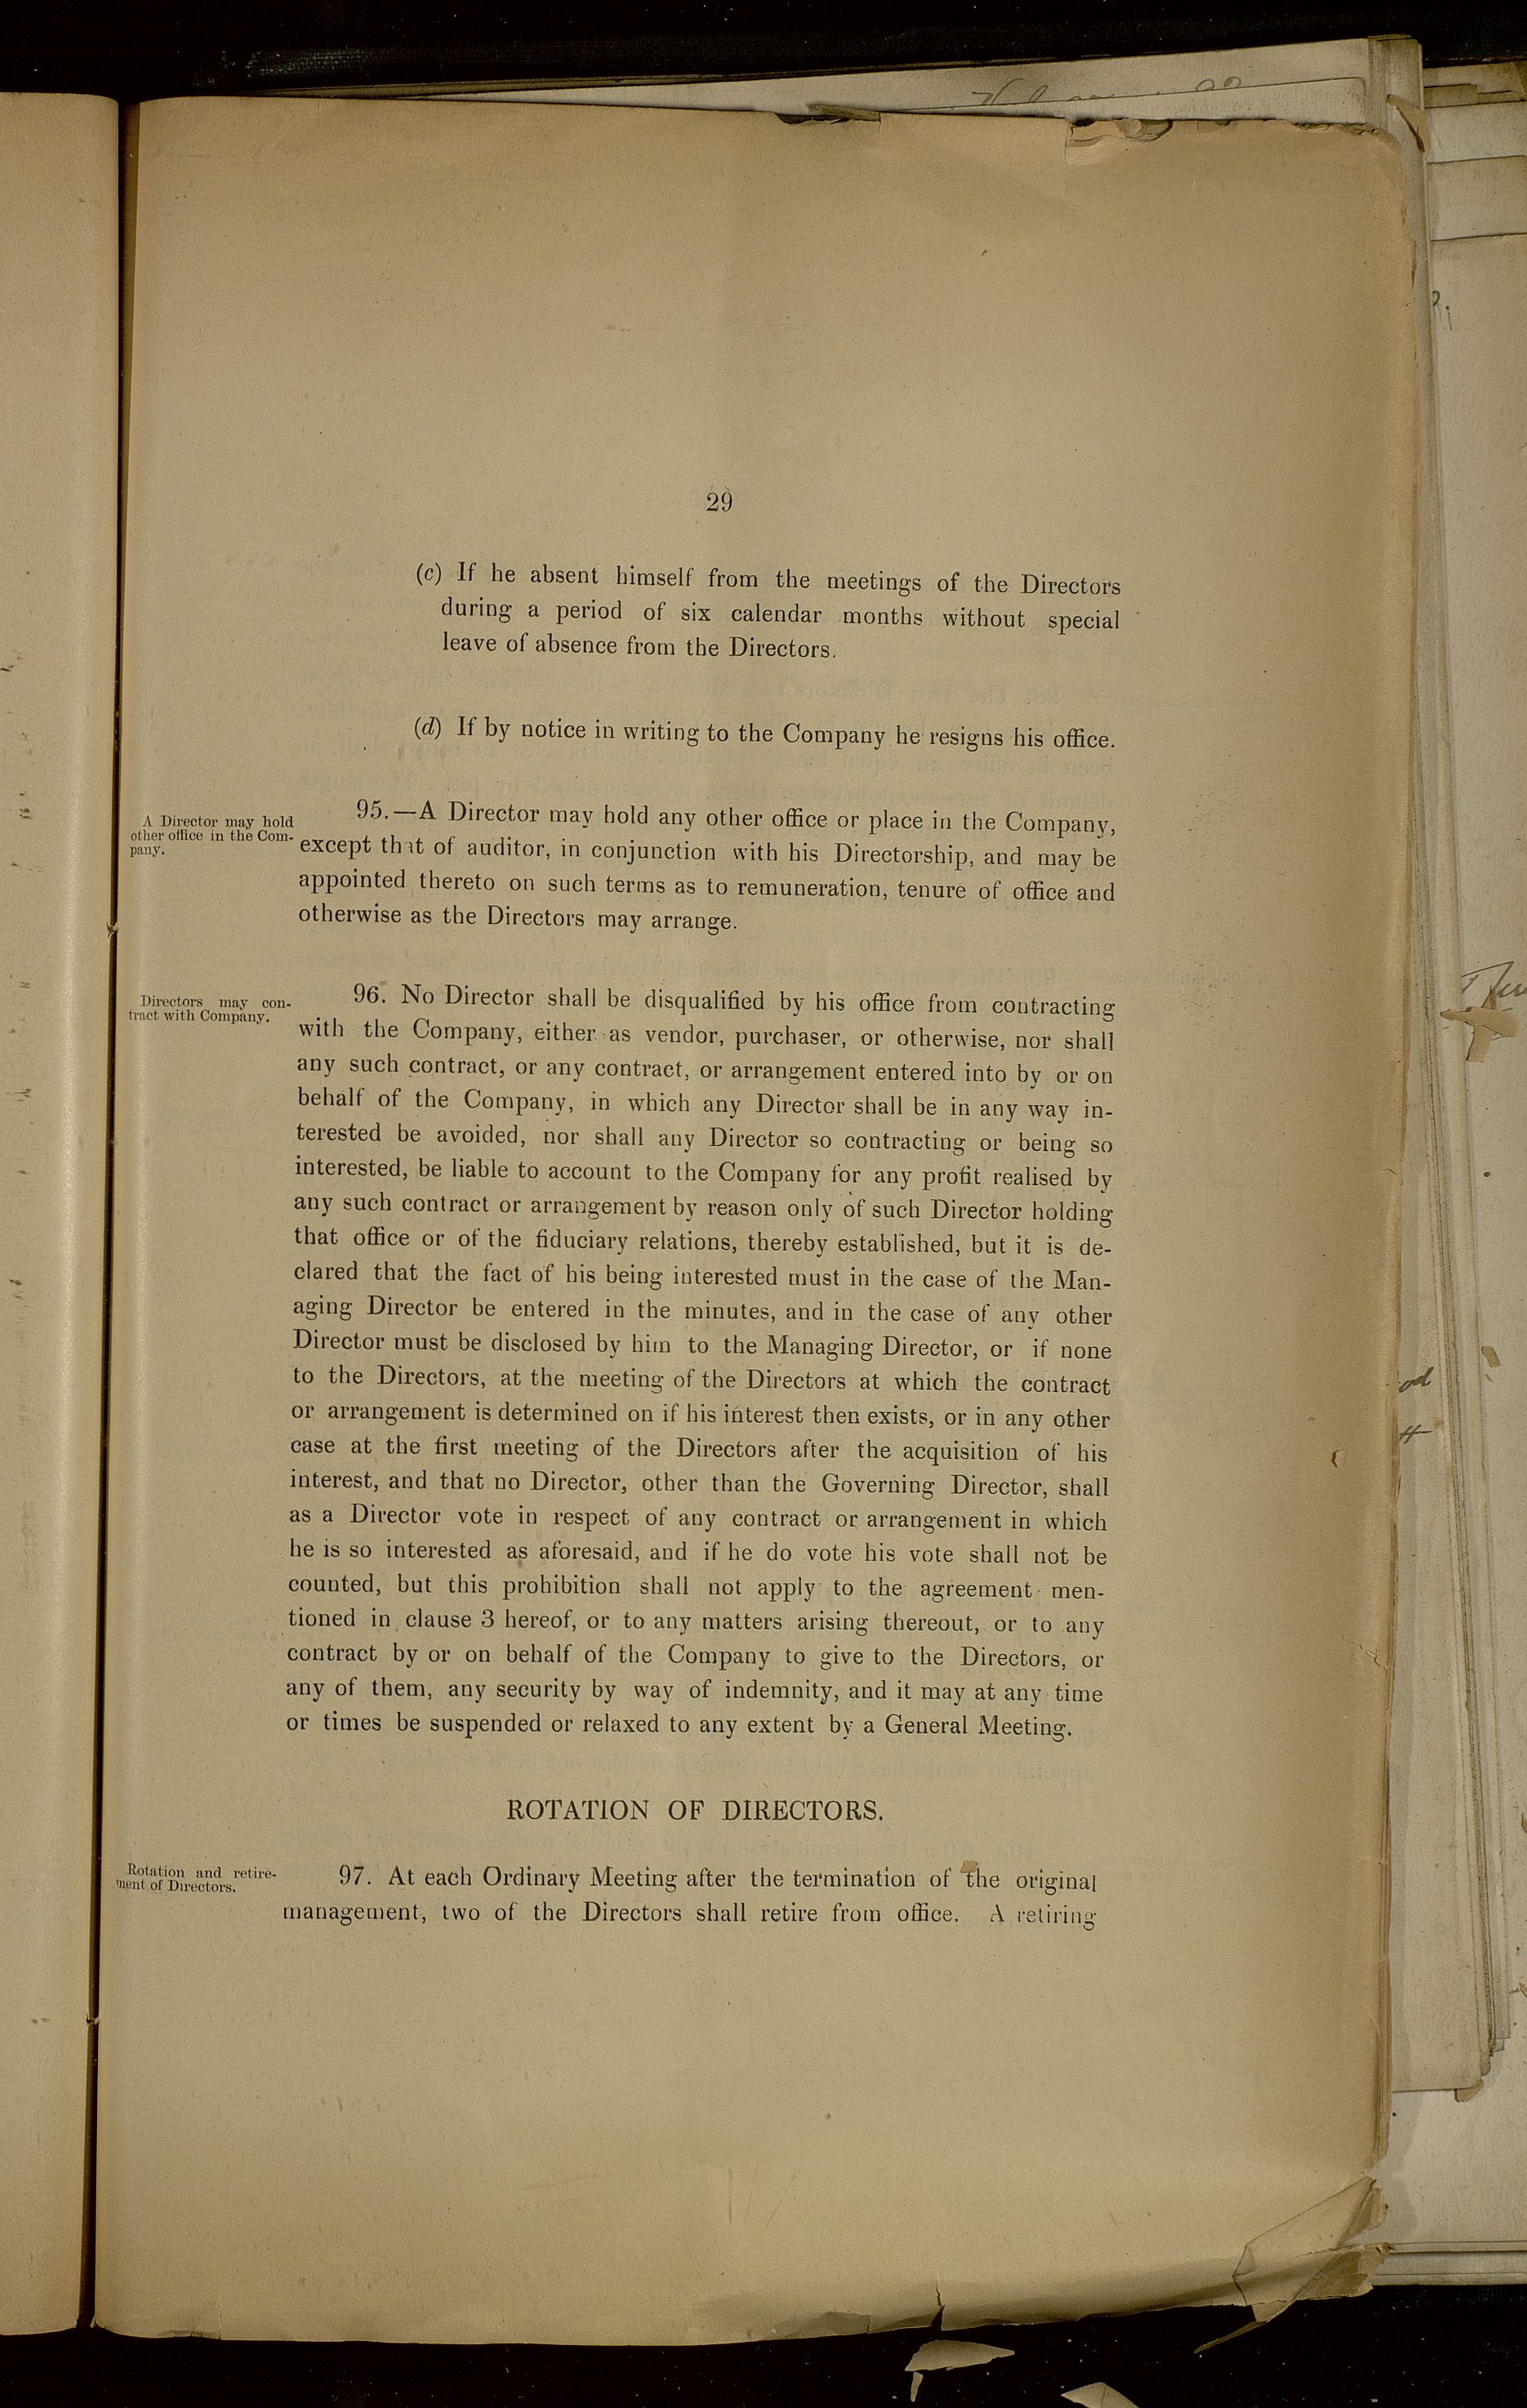 29
(c) If he absent himself from the meetings of the Directors
during a period of six calendar months without special
leave of absence from the Directors.
(d) If by notice in writing to the Company he resigns his office.
A Director may hold
other office in the Com-
pany.
95.—A Director may hold any other office or place in the Company,
except that of auditor, in conjunction with his Directorship, and may be
appointed thereto on such terms as to remuneration, tenure of office and
otherwise as the Directors may arrange.
Directors may con-
tract with Company.
96. No Director shall be disqualified by his office from contracting
with the Company, either as vendor, purchaser, or otherwise, nor shall
any such contract, or any contract, or arrangement entered into by or on
behalf of the Company, in which any Director shall be in any way in-
terested be avoided, nor shall any Director so contracting or being so
interested, be liable to account to the Company for any profit realised by
any such contract or arrangement by reason only of such Director holding
that office or of the fiduciary relations, thereby established, but it is de-
clared that the fact of his being interested must in the case of the Man-
aging Director be entered in the minutes, and in the case of any other
Director must be disclosed by him to the Managing Director, or if none
to the Directors, at the meeting of the Directors at which the contract
or arrangement is determined on if his interest then exists, or in any other
case at the first meeting of the Directors after the acquisition of his
interest, and that no Director, other than the Governing Director, shall
as a Director vote in respect of any contract or arrangement in which
he is so interested as aforesaid, and if he do vote his vote shall not be
counted, but this prohibition shall not apply to the agreement men-
tioned in clause 3 hereof, or to any matters arising thereout, or to any
contract by or on behalf of the Company to give to the Directors, or
any of them, any security by way of indemnity, and it may at any time
or times be suspended or relaxed to any extent by a General Meeting.
ROTATION OF DIRECTORS.
Rotation and retire-
ment of Directors.
97. At each Ordinary Meeting after the termination of the original
management, two of the Directors shall retire from office. A retiring